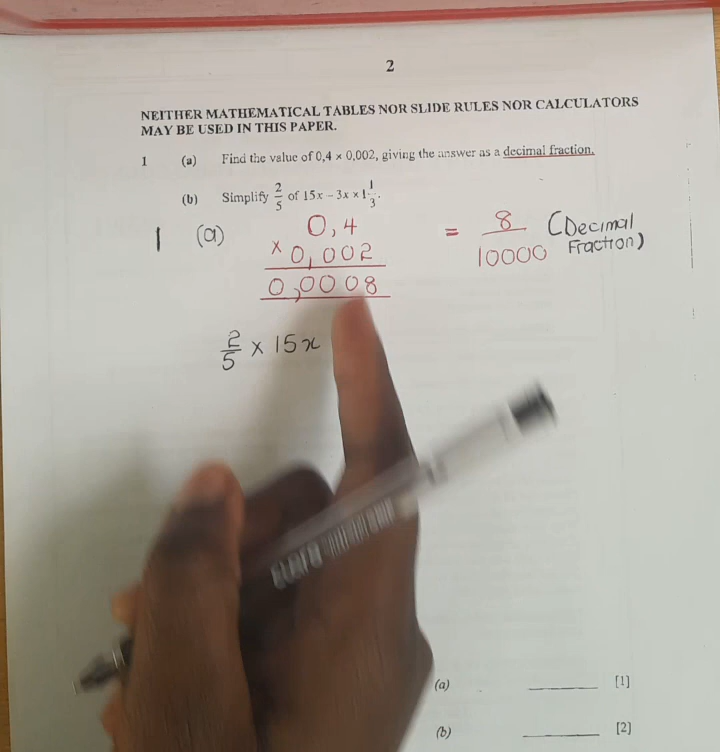 2
NEITHER MATHEMATICAL TABLES NOR SLIDE RULES NOR CALCULATORS
MAY BE USED IN THIS PAPER.
1 (a) Find the value of 0,4 × 0,002, giving the answer as a decimal fraction.
(b) Simplify 2/5 of 15x – 3x × 1 1/3.
1 (a) 0,4
× 0,002
0,0008
= 8/10000 (Decimal
Fraction)
2/5 × 15x
(a) ______ [1]
(b) ______ [2]